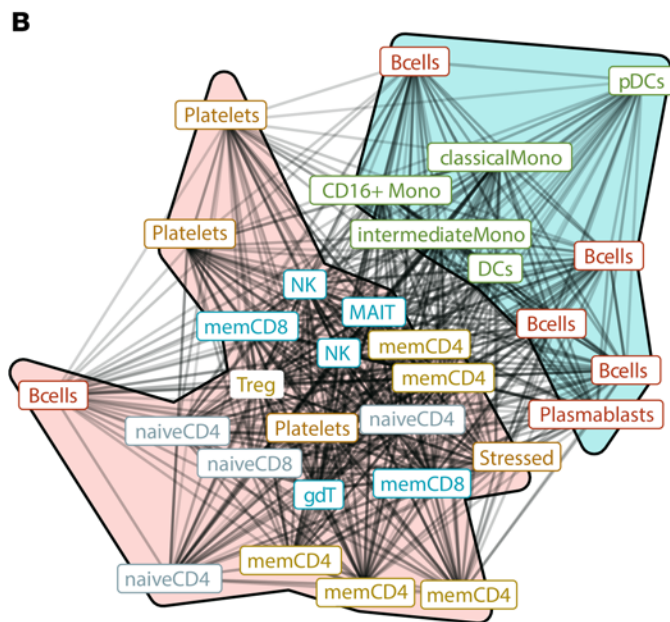 B
Bcells
pDCs
Platelets
classicalMono
CD16+ Mono
Platelets
intermediateMono
Bcells
DCs
NK
MAIT
memCD8
Bcells
memCD4
NK
Bcells
memCD4
Treg
Bcells
Plasmablasts
naiveCD4
Platelets
naiveCD4
naiveCD8
Stressed
gdT
memCD8
memCD4
naiveCD4
memCD4
memCD4